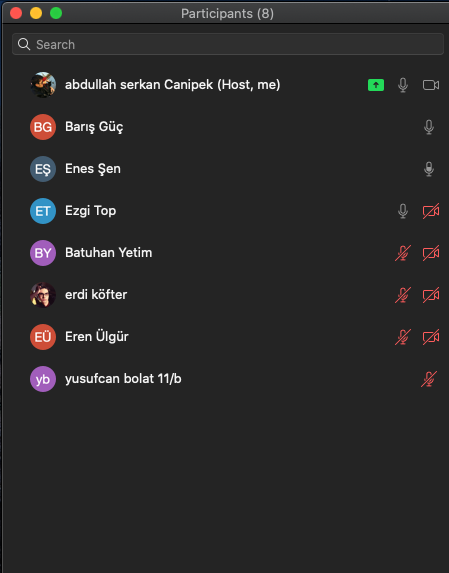 Participants (8)
Search
abdullah serkan Canipek (Host, me)
BG Barış Güç
EŞ Enes Şen
ET Ezgi Top
BY Batuhan Yetim
erdi köfter
EÜ Eren Ülgür
yb yusufcan bolat 11/b